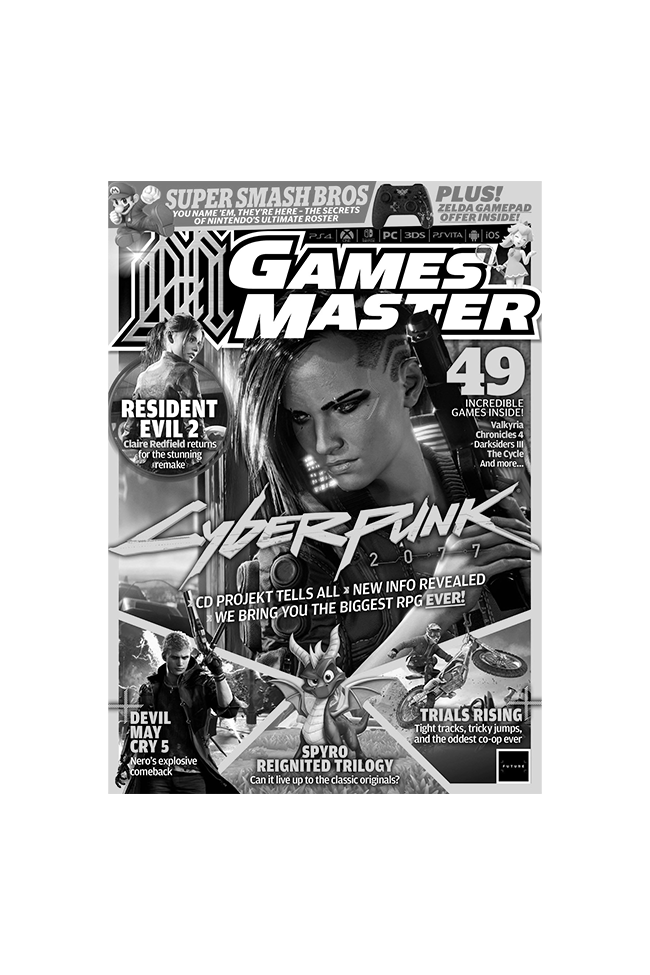 SUPER SMASH BROS
YOU NAME 'EM, THEY'RE HERE - THE SECRETS
OF NINTENDO'S ULTIMATE ROSTER
PLUS!
ZELDA GAMEPAD
OFFER INSIDE!
PS4 XBOX ONE SWITCH PC 3DS PSVITA iOS
GAMES
MASTER
RESIDENT
EVIL 2
Claire Redfield returns
for the stunning
remake
49
INCREDIBLE
GAMES INSIDE!
Valkyria
Chronicles 4
Darksiders III
The Cycle
And more...
CYBERPUNK
2077
CD PROJEKT TELLS ALL » NEW INFO REVEALED
WE BRING YOU THE BIGGEST RPG EVER!
DEVIL
MAY
CRY 5
Nero's explosive
comeback
SPYRO
REIGNITED TRILOGY
Can it live up to the classic originals?
TRIALS RISING
Tight tracks, tricky jumps,
and the oddest co-op ever
FUTURE